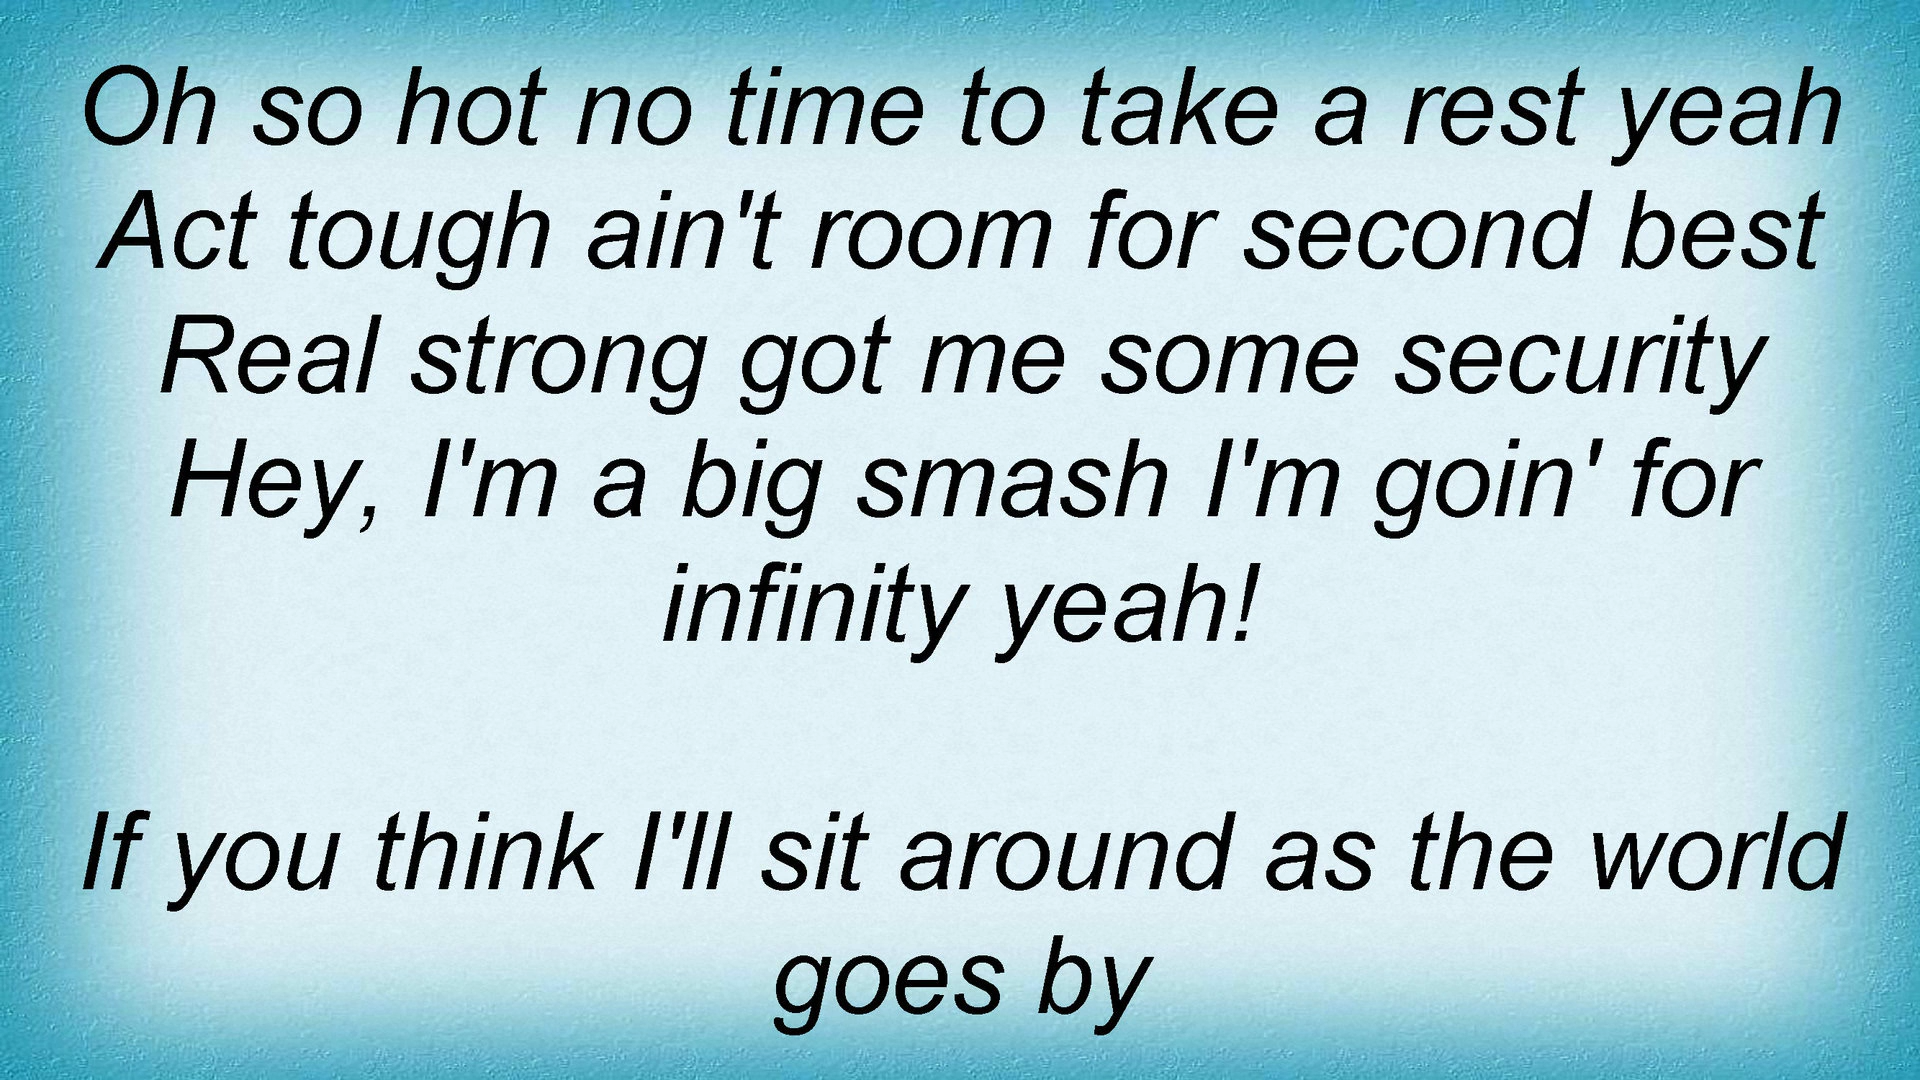 Oh so hot no time to take a rest yeah
Act tough ain't room for second best
Real strong got me some security
Hey, I'm a big smash I'm goin' for
infinity yeah!
If you think I'll sit around as the world
goes by